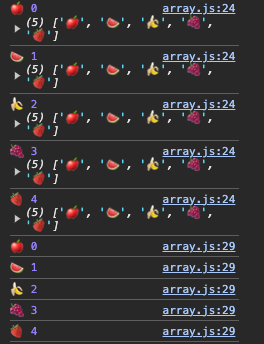 🍎 0 array.js:24
▶ (5) ['🍎', '🍉', '🍌', '🍇',
'🍓']
🍉 1 array.js:24
▶ (5) ['🍎', '🍉', '🍌', '🍇',
'🍓']
🍌 2 array.js:24
▶ (5) ['🍎', '🍉', '🍌', '🍇',
'🍓']
🍇 3 array.js:24
▶ (5) ['🍎', '🍉', '🍌', '🍇',
'🍓']
🍓 4 array.js:24
▶ (5) ['🍎', '🍉', '🍌', '🍇',
'🍓']
🍎 0 array.js:29
🍉 1 array.js:29
🍌 2 array.js:29
🍇 3 array.js:29
🍓 4 array.js:29